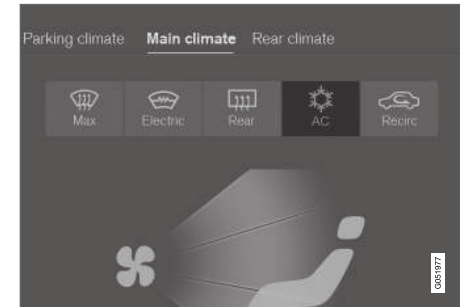 Parking climate Main climate Rear climate
Max Electric Rear AC Recirc
G051977